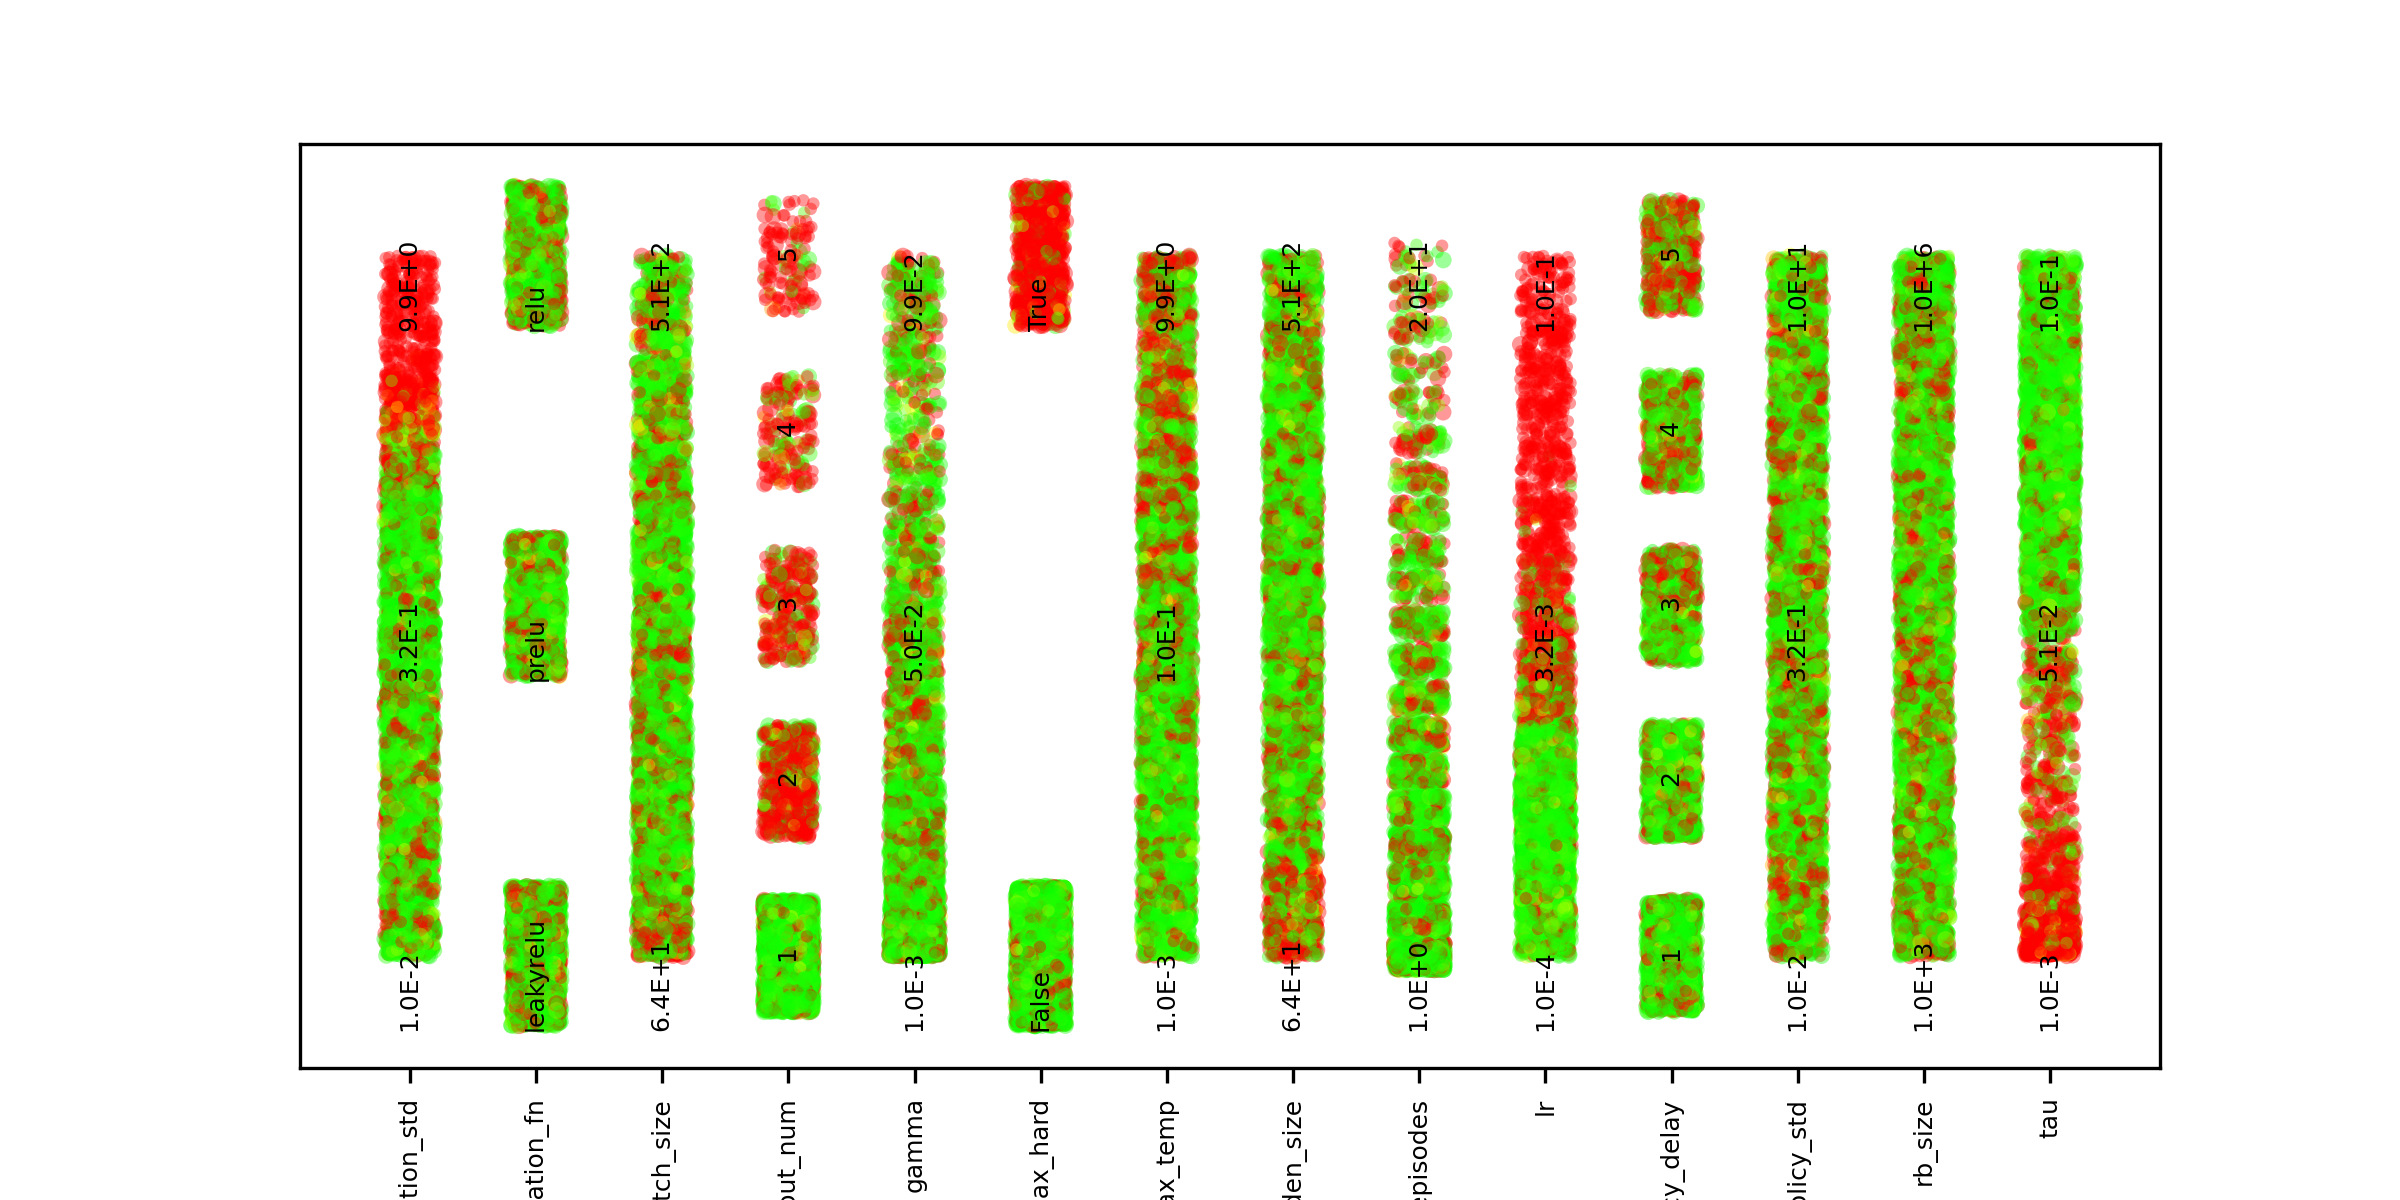 9.9E+0
3.2E-1
1.0E-2
relu
prelu
leakyrelu
5.1E+2
6.4E+1
5
4
3
2
1
9.9E-2
5.0E-2
1.0E-3
True
False
9.9E+0
1.0E-1
1.0E-3
5.1E+2
6.4E+1
2.0E+1
1.0E+0
1.0E-1
3.2E-3
1.0E-4
5
4
3
2
1
1.0E+1
3.2E-1
1.0E-2
1.0E+6
1.0E+3
1.0E-1
5.1E-2
1.0E-3
tion_std
ation_fn
tch_size
out_num
gamma
ax_hard
ax_temp
den_size
episodes
lr
cy_delay
olicy_std
rb_size
tau